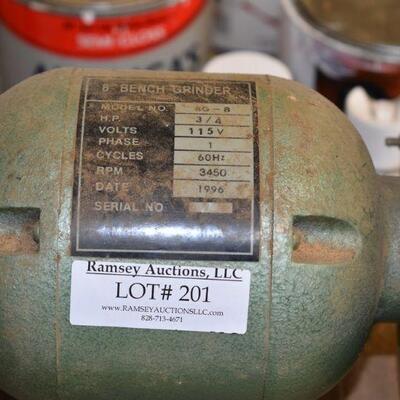 8" BENCH GRINDER
MODEL NO. BG-8
H.P. 3/4
VOLTS 115V
PHASE 1
CYCLES 60Hz
RPM 3450
DATE 1996
SERIAL NO
Ramsey Auctions, LLC
LOT# 201
www.RAMSEYAUCTIONSLLC.com
828-713-4671